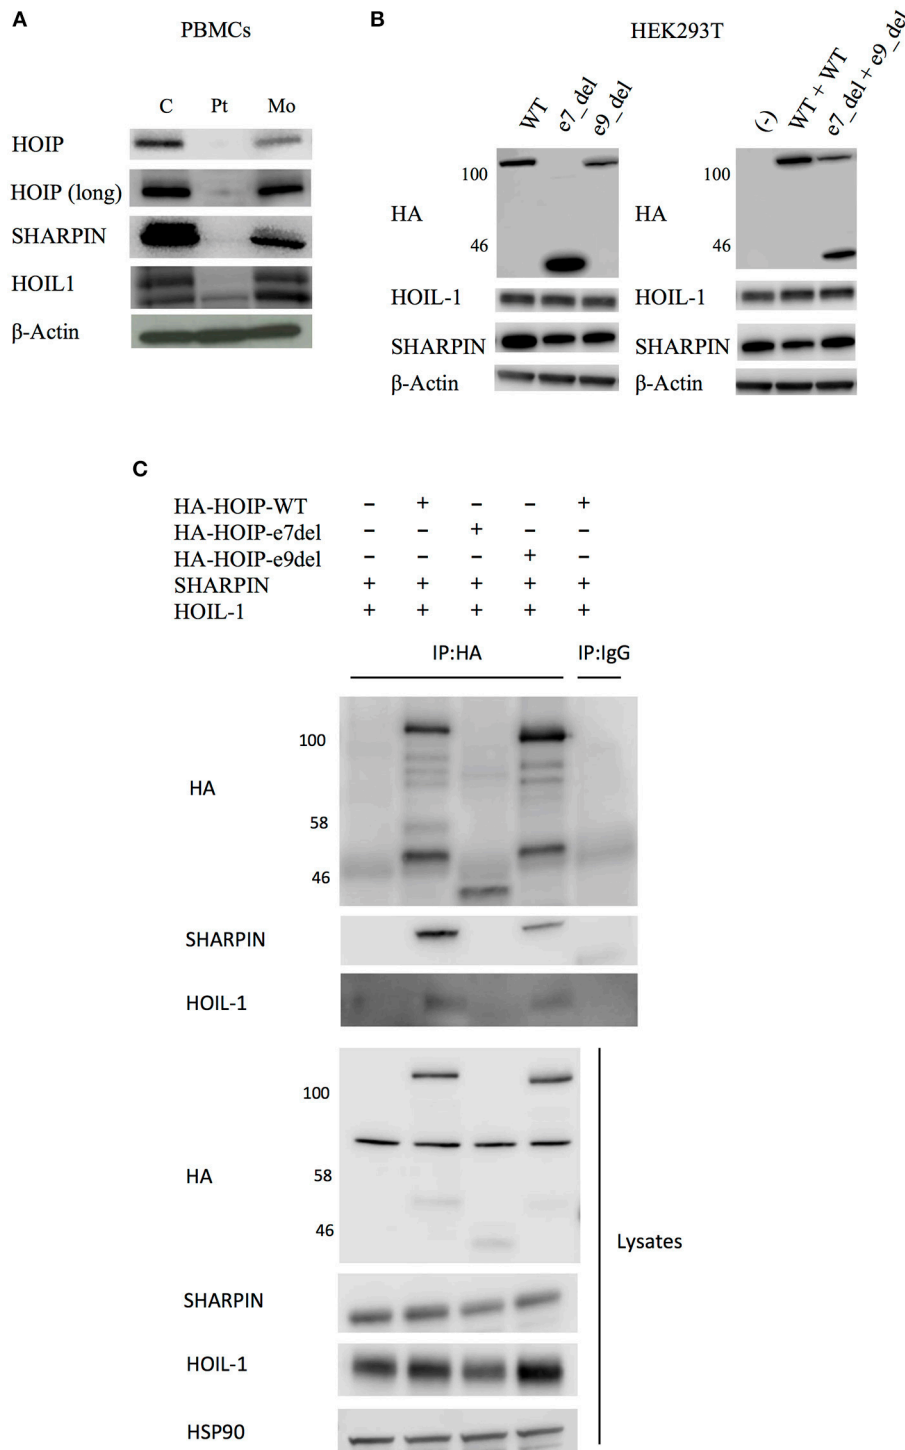 A
PBMCs
C Pt Mo
HOIP
HOIP (long)
SHARPIN
HOIL1
β-Actin
B
HEK293T
WT e7_del e9_del
(-) WT + WT e7_del + e9_del
100
HA
46
HOIL-1
SHARPIN
β-Actin
100
HA
46
HOIL-1
SHARPIN
β-Actin
C
HA-HOIP-WT – + – – +
HA-HOIP-e7del – – + – –
HA-HOIP-e9del – – – + –
SHARPIN + + + + +
HOIL-1 + + + + +
IP:HA IP:IgG
100
HA
58
46
SHARPIN
HOIL-1
100
HA
58
46
Lysates
SHARPIN
HOIL-1
HSP90